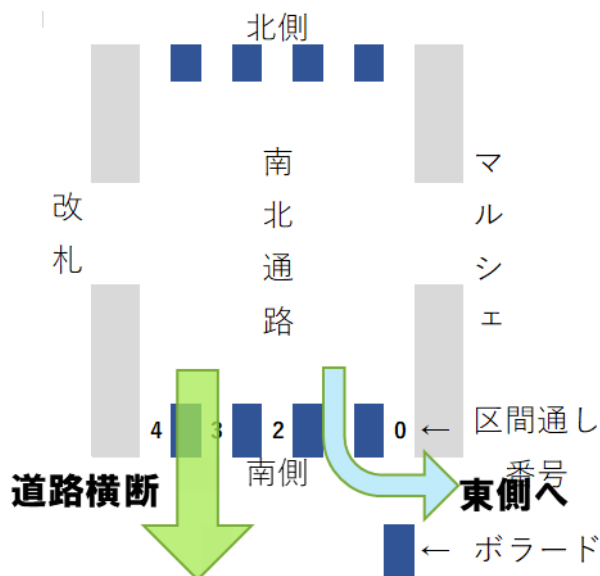 北側
南北通路
マルシェ
改札
4 3 2 0 ← 区間通し番号
南側
道路横断
東側へ
← ボラード